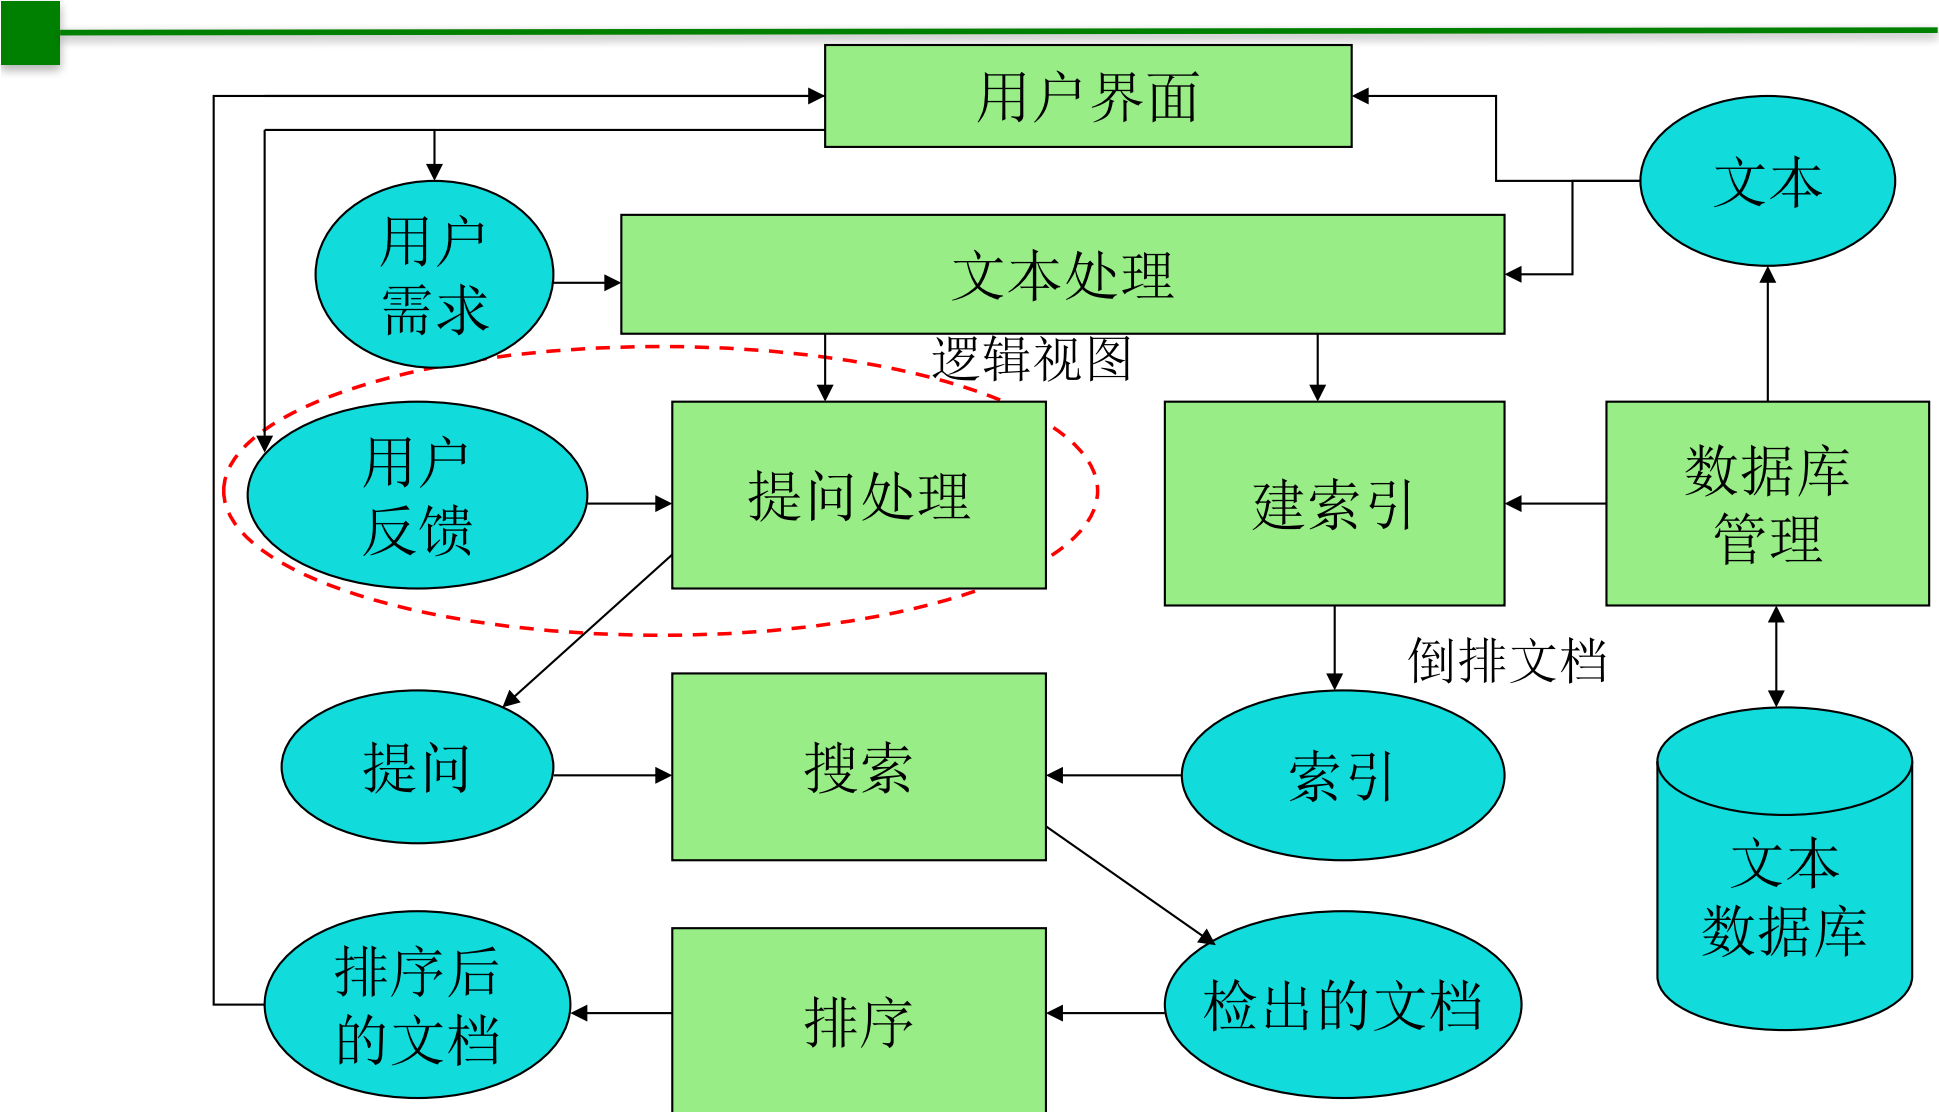 用户界面
文本
用户
需求
文本处理
逻辑视图
用户
反馈
提问处理
建索引
数据库
管理
倒排文档
提问
搜索
索引
文本
数据库
排序后
的文档
排序
检出的文档